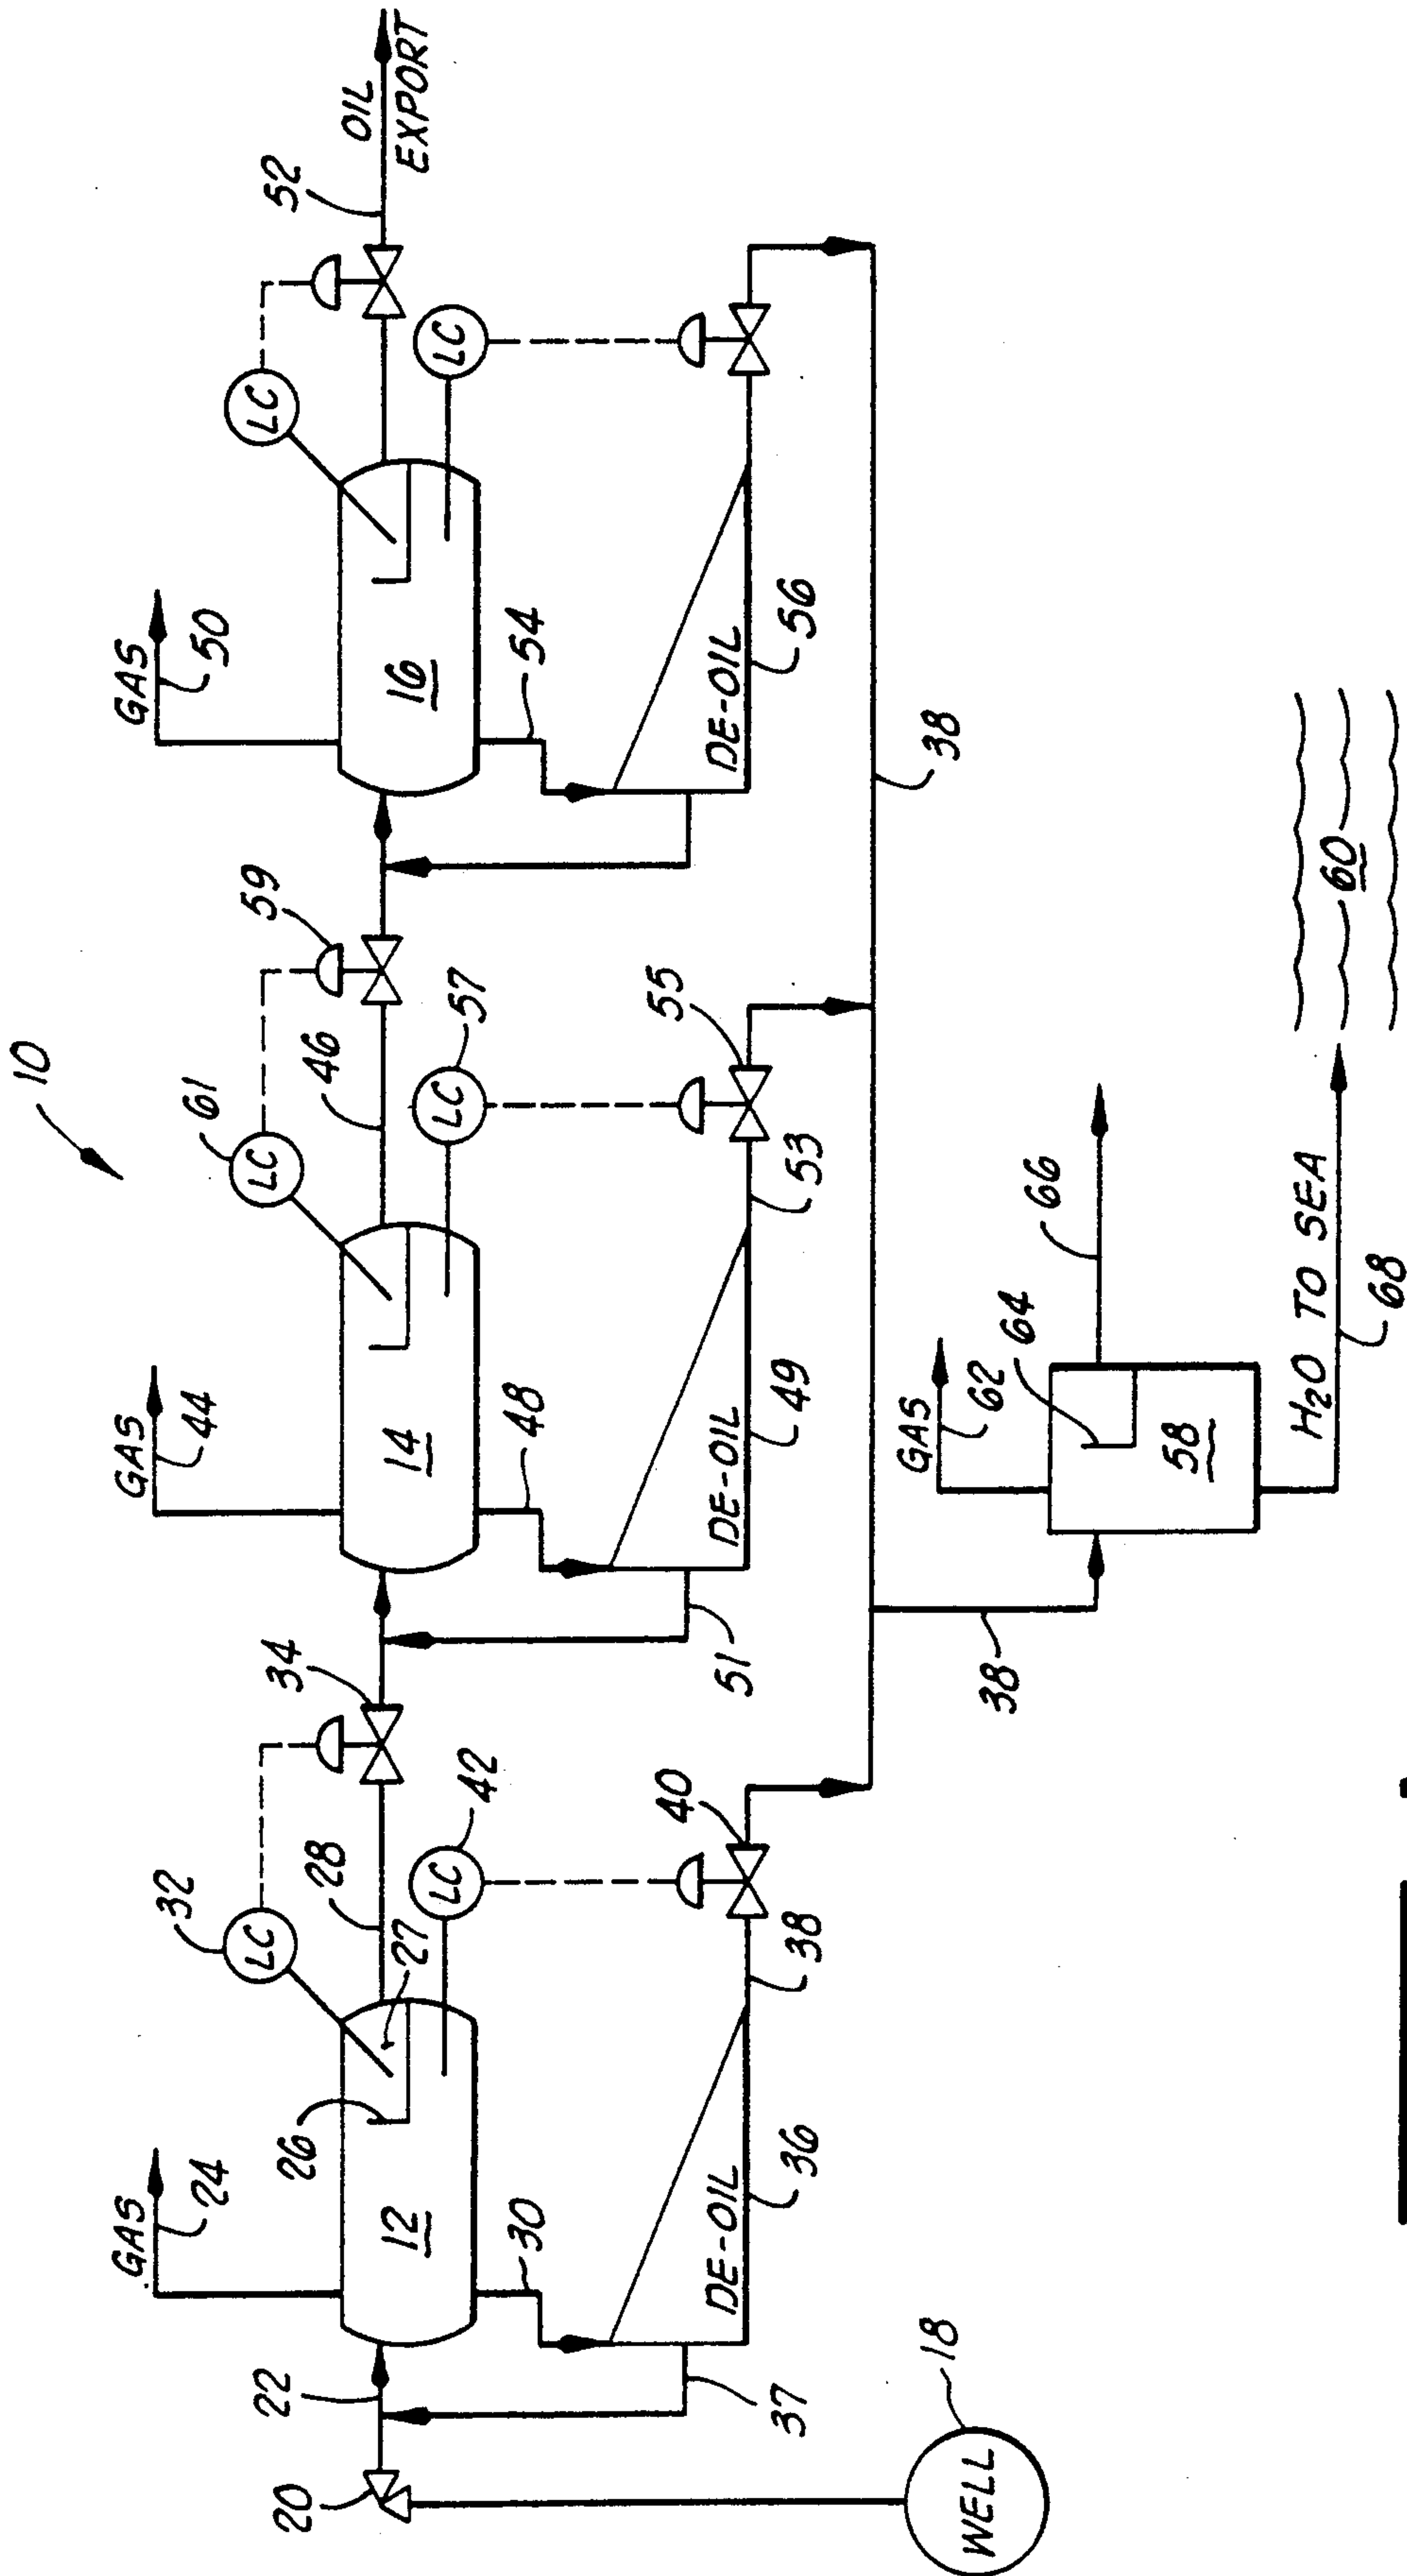 10
GAS
24
GAS
44
GAS
50
32
LC
61
LC
LC
52
OIL
EXPORT
34
59
20
22
12
26
27
28
14
46
16
42
LC
57
LC
LC
30
48
54
37
51
DE-OIL
36
38
40
DE-OIL
49
53
55
DE-OIL
56
38
38
WELL
18
GAS
62
64
66
58
H₂O TO SEA
68
60